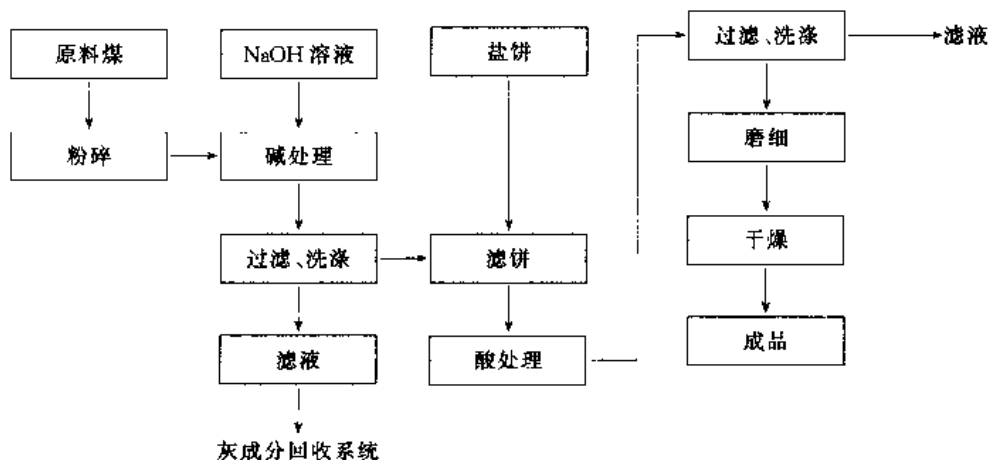 原料煤
NaOH 溶液
盐饼
过滤、洗涤
滤液
粉碎
碱处理
磨细
过滤、洗涤
滤饼
干燥
滤液
酸处理
成品
灰成分回收系统